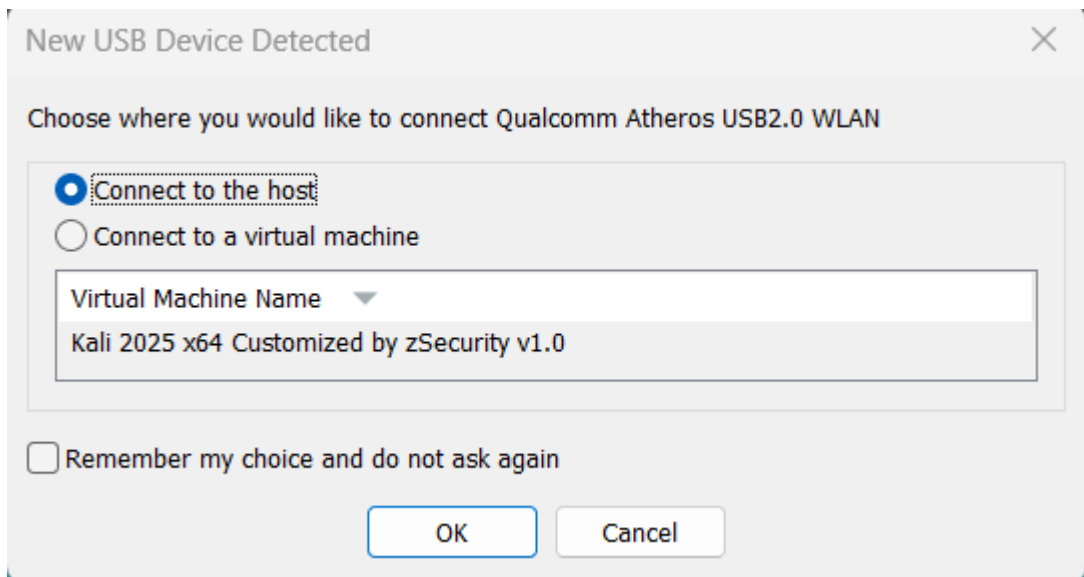 New USB Device Detected
Choose where you would like to connect Qualcomm Atheros USB2.0 WLAN
Connect to the host
Connect to a virtual machine
Virtual Machine Name
Kali 2025 x64 Customized by zSecurity v1.0
Remember my choice and do not ask again
OK Cancel